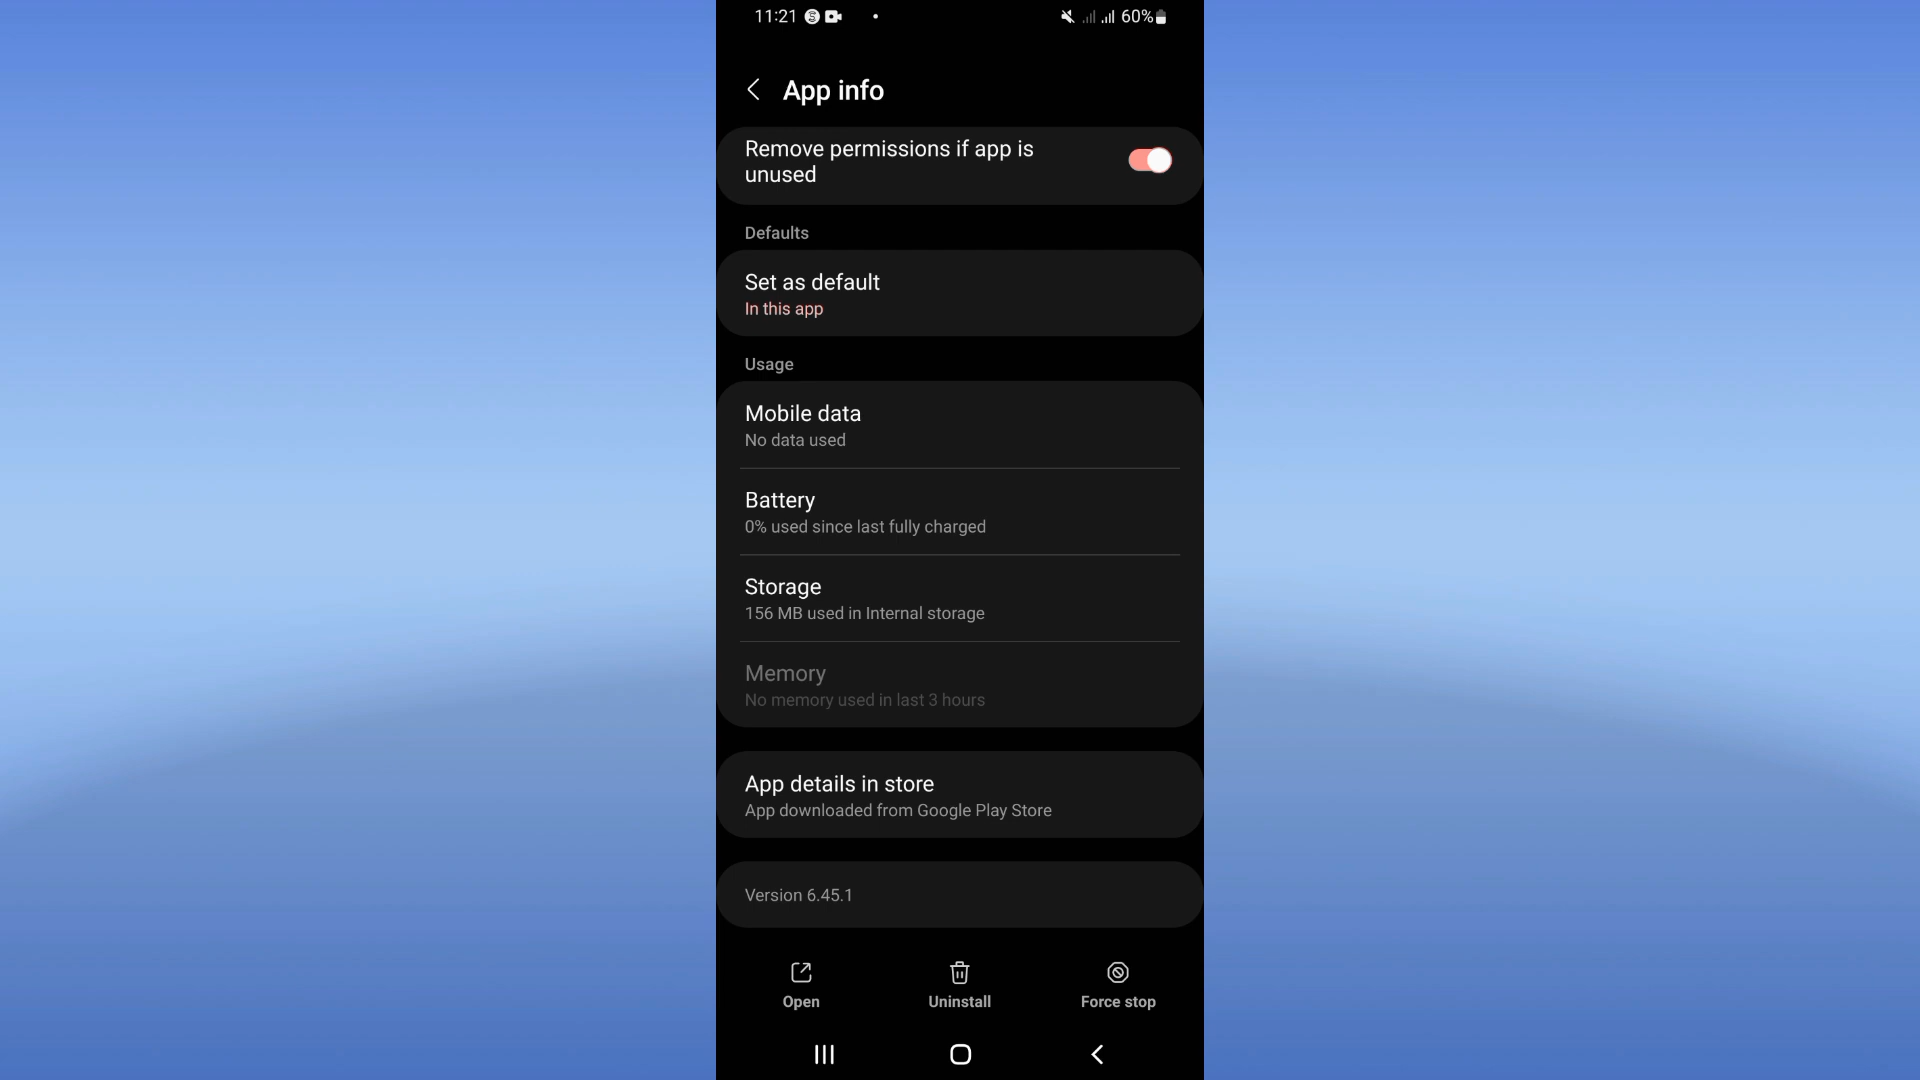 11:21
60%
App info
Remove permissions if app is
unused
Defaults
Set as default
In this app
Usage
Mobile data
No data used
Battery
0% used since last fully charged
Storage
156 MB used in Internal storage
Memory
No memory used in last 3 hours
App details in store
App downloaded from Google Play Store
Version 6.45.1
Open
Uninstall
Force stop